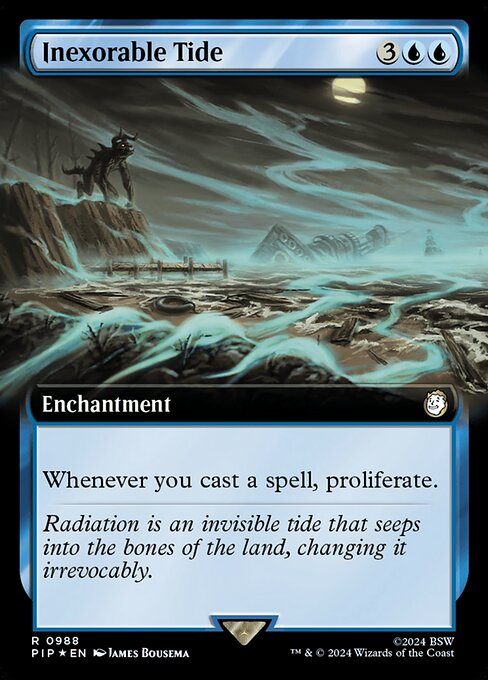 Inexorable Tide 3
Enchantment
Whenever you cast a spell, proliferate.
Radiation is an invisible tide that seeps
into the bones of the land, changing it
irrevocably.
R 0988
©2024 BSW
PIP★EN James Bousema
™ & © 2024 Wizards of the Coast